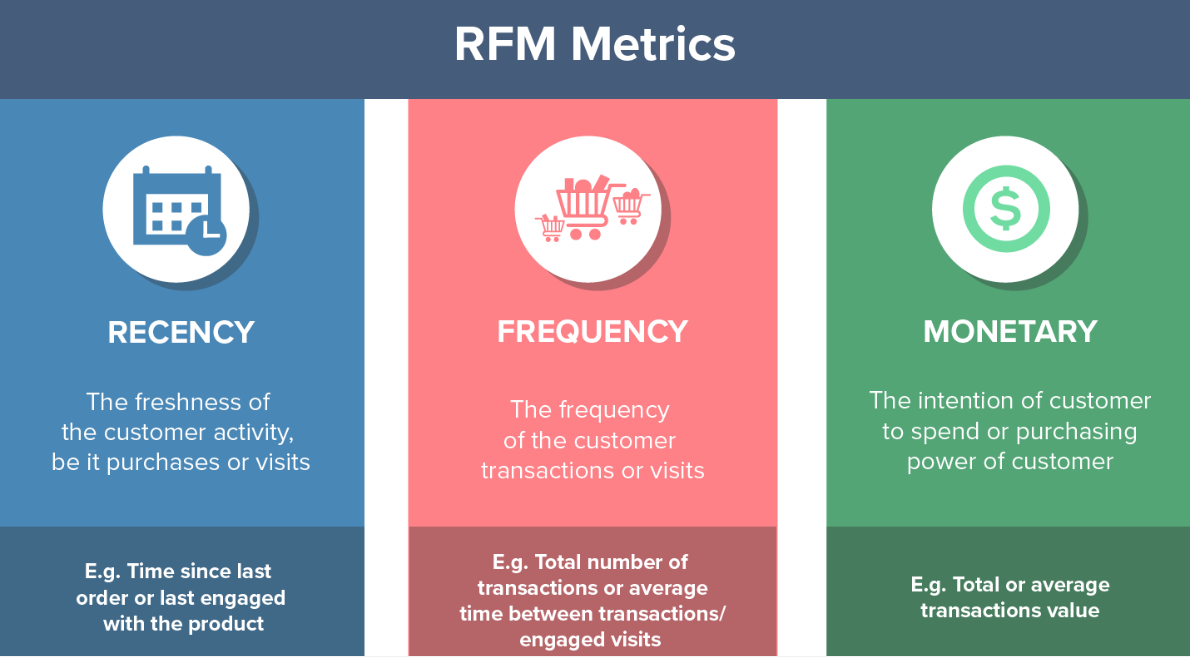 RFM Metrics
RECENCY
The freshness of
the customer activity,
be it purchases or visits
E.g. Time since last
order or last engaged
with the product
FREQUENCY
The frequency
of the customer
transactions or visits
E.g. Total number of
transactions or average
time between transactions/
engaged visits
MONETARY
The intention of customer
to spend or purchasing
power of customer
E.g. Total or average
transactions value